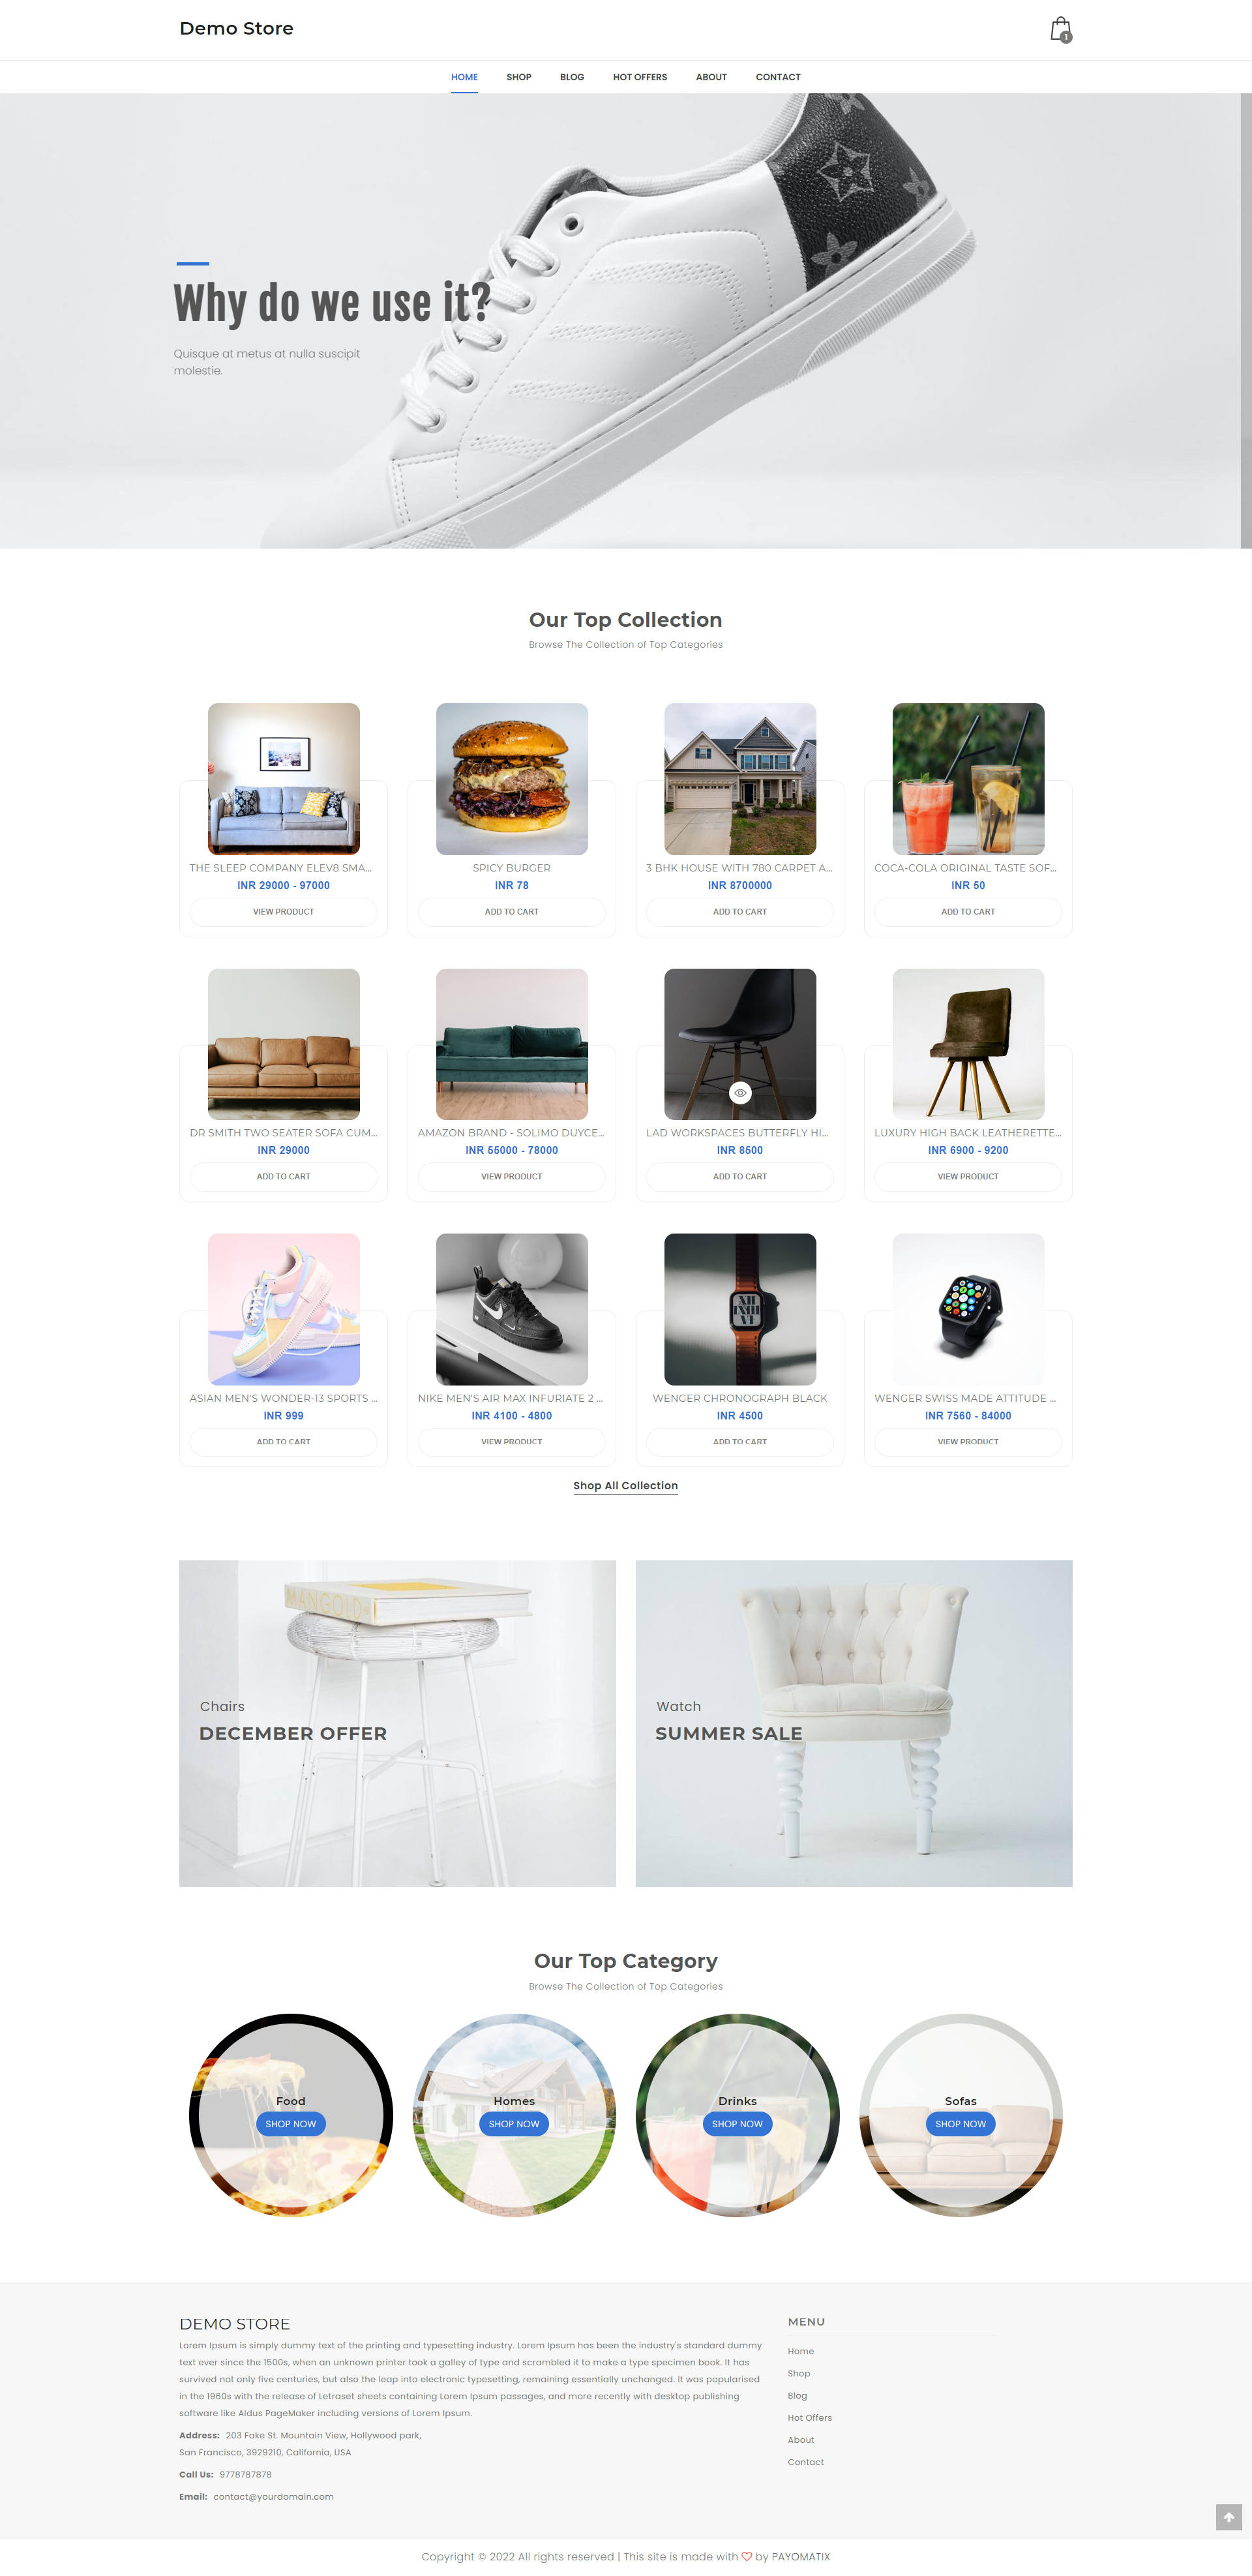 Demo Store
1
HOME SHOP BLOG HOT OFFERS ABOUT CONTACT
Why do we use it?
Quisque at metus at nulla suscipit
molestie.
Our Top Collection
Browse The Collection of Top Categories
THE SLEEP COMPANY ELEV8 SMA...
INR 29000 - 97000
VIEW PRODUCT
SPICY BURGER
INR 78
ADD TO CART
3 BHK HOUSE WITH 780 CARPET A...
INR 8700000
ADD TO CART
COCA-COLA ORIGINAL TASTE SOF...
INR 50
ADD TO CART
DR SMITH TWO SEATER SOFA CUM...
INR 29000
ADD TO CART
AMAZON BRAND - SOLIMO DUYCE...
INR 55000 - 78000
VIEW PRODUCT
LAD WORKSPACES BUTTERFLY HI...
INR 8500
ADD TO CART
LUXURY HIGH BACK LEATHERETTE...
INR 6900 - 9200
VIEW PRODUCT
ASIAN MEN'S WONDER-13 SPORTS ...
INR 999
ADD TO CART
NIKE MEN'S AIR MAX INFURIATE 2 ...
INR 4100 - 4800
VIEW PRODUCT
WENGER CHRONOGRAPH BLACK
INR 4500
ADD TO CART
WENGER SWISS MADE ATTITUDE ...
INR 7560 - 84000
VIEW PRODUCT
Shop All Collection
MANGOLD
Chairs
DECEMBER OFFER
Watch
SUMMER SALE
Our Top Category
Browse The Collection of Top Categories
Food
SHOP NOW
Homes
SHOP NOW
Drinks
SHOP NOW
Sofas
SHOP NOW
DEMO STORE
Lorem Ipsum is simply dummy text of the printing and typesetting industry. Lorem Ipsum has been the industry's standard dummy
text ever since the 1500s, when an unknown printer took a galley of type and scrambled it to make a type specimen book. It has
survived not only five centuries, but also the leap into electronic typesetting, remaining essentially unchanged. It was popularised
in the 1960s with the release of Letraset sheets containing Lorem Ipsum passages, and more recently with desktop publishing
software like Aldus PageMaker including versions of Lorem Ipsum.
Address: 203 Fake St. Mountain View, Hollywood park,
San Francisco, 3929210, California, USA
Call Us: 9778787878
Email: contact@yourdomain.com
MENU
Home
Shop
Blog
Hot Offers
About
Contact
Copyright © 2022 All rights reserved | This site is made with ♡ by PAYOMATIX